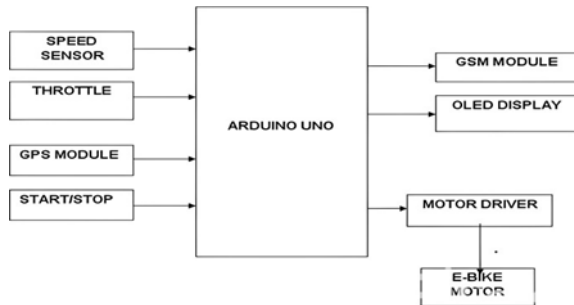 SPEED
SENSOR
THROTTLE
GPS MODULE
START/STOP
ARDUINO UNO
GSM MODULE
OLED DISPLAY
MOTOR DRIVER
E-BIKE
MOTOR